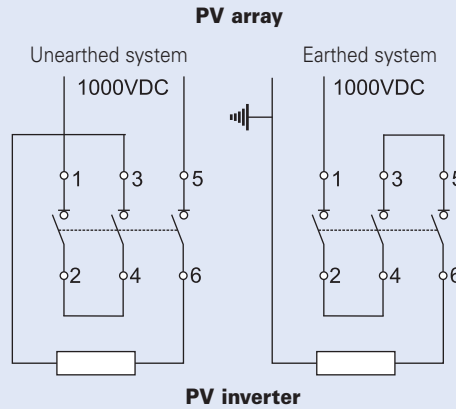 PV array
Unearthed system Earthed system
1000VDC 1000VDC
1 3 5 1 3 5
2 4 6 2 4 6
PV inverter